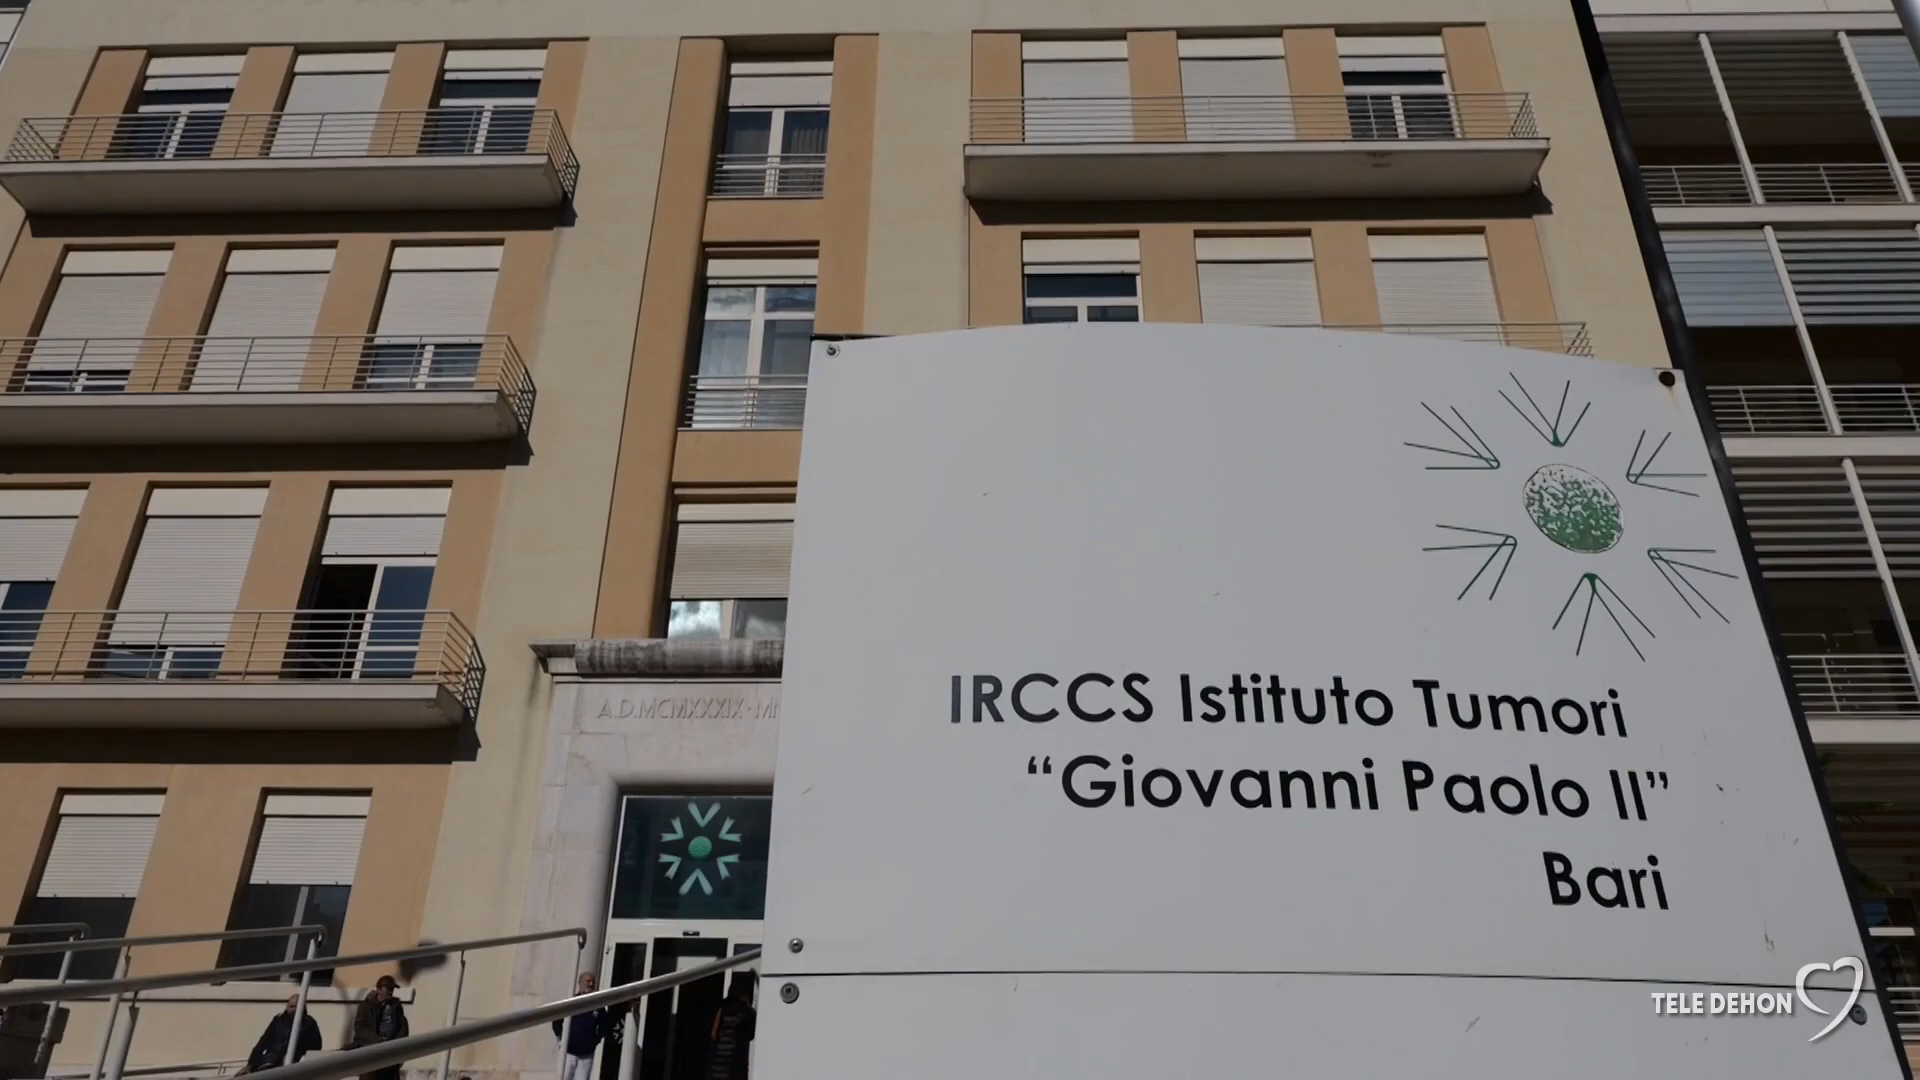 A.D.MCMXXXIX
IRCCS Istituto Tumori
“Giovanni Paolo II”
Bari
TELE DEHON